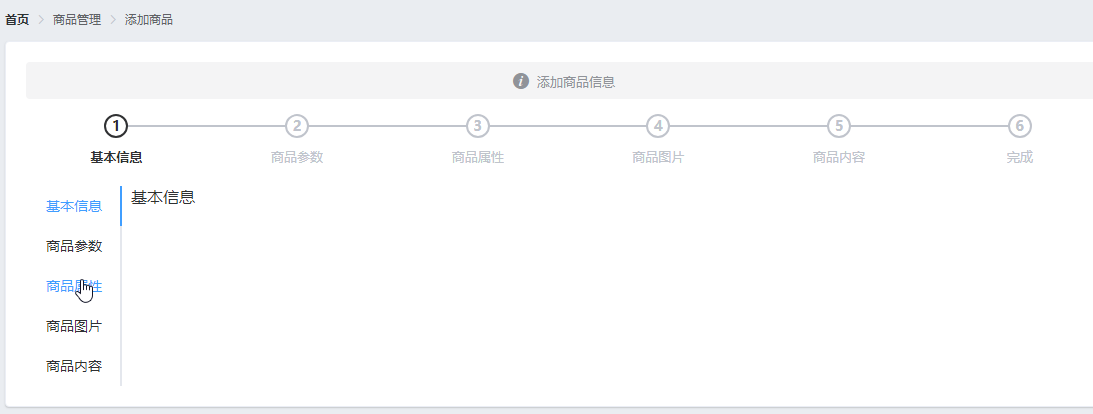 首页 > 商品管理 > 添加商品
添加商品信息
1 2 3 4 5 6
基本信息 商品参数 商品属性 商品图片 商品内容 完成
基本信息
基本信息
商品参数
商品属性
商品图片
商品内容